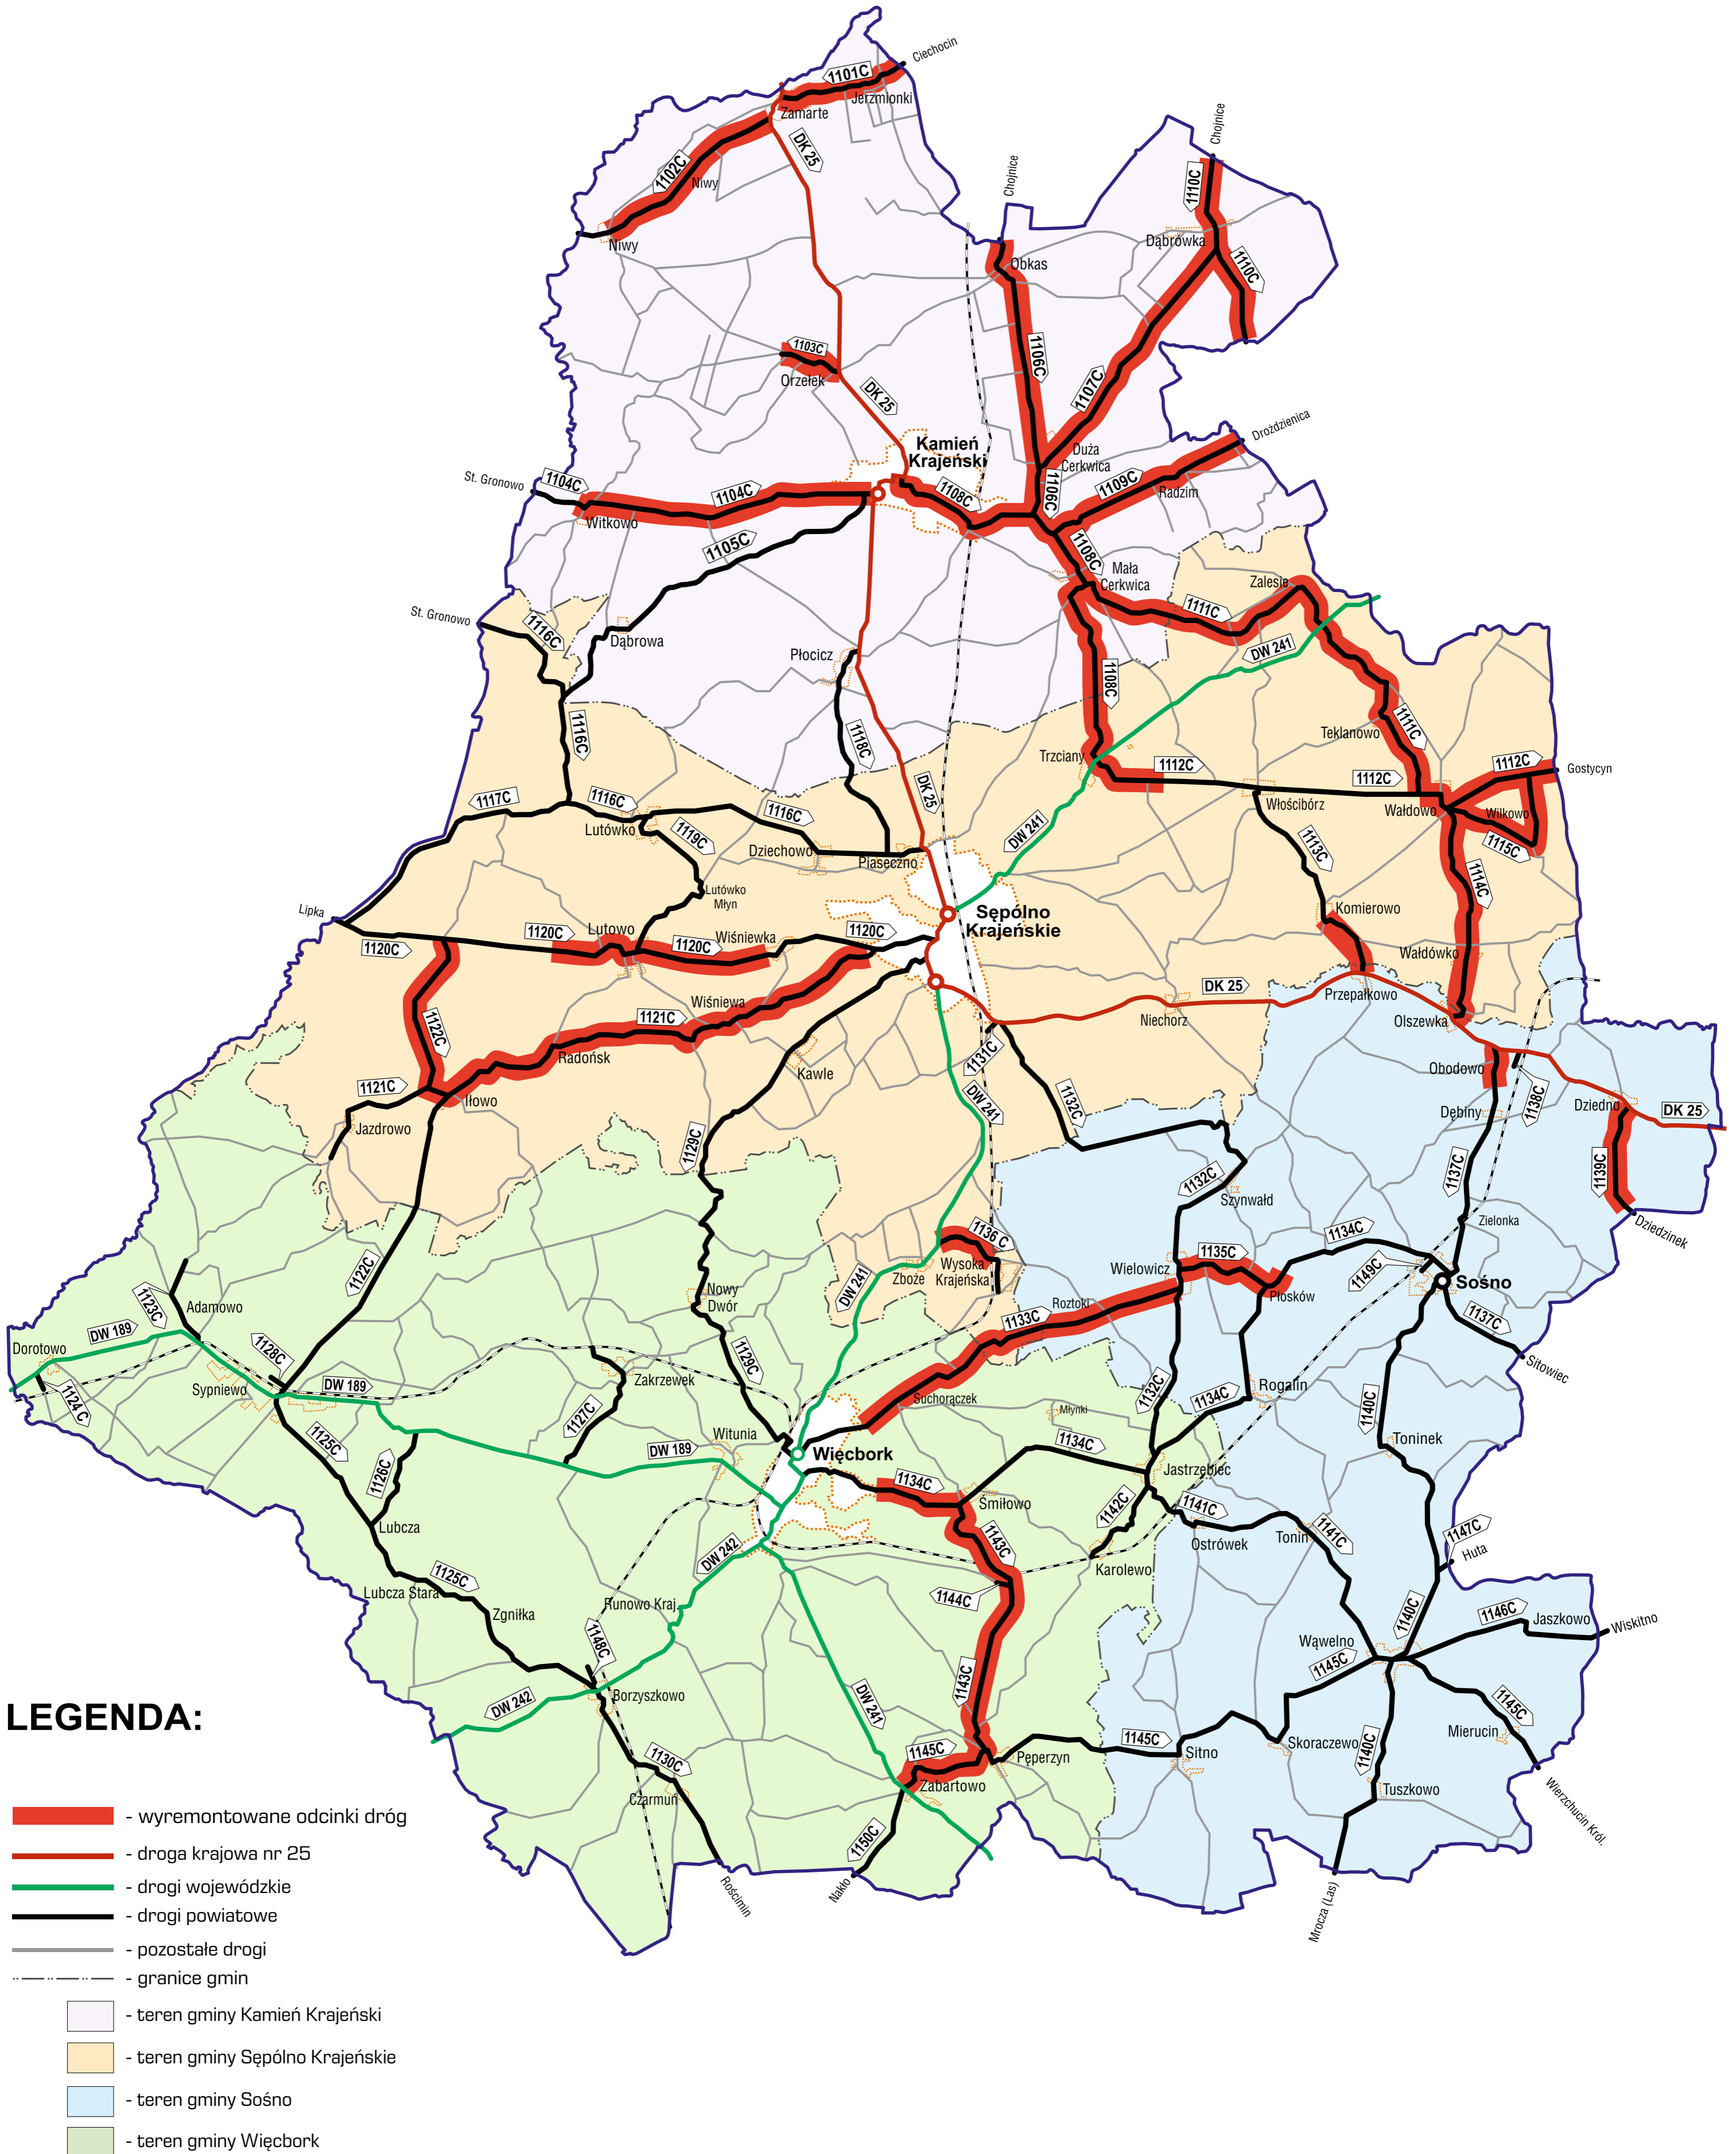 Ciechocin
1101C
Jerzmionki
Zamarte
DK 25
1102C
Niwy
Niwy
Chojnice
Chojnice
1110C
Dąbrówka
1110C
Obkas
1106C
1103C
Orzełek
DK 25
1107C
Kamień
Krajeński
Duża
Cerkwica
Drożdzienica
St. Gronowo
1104C
1104C
1108C
1106C
1109C
Radzim
Witkowo
1105C
1108C
Mała
Cerkwica
Zalesie
1111C
St. Gronowo
1116C
Dąbrowa
Płocicz
DW 241
1108C
1116C
1118C
Teklanowo
1111C
Trzciany
1112C
1112C
1112C
Gostycyn
DK 25
1117C
1116C
1116C
Lutówko
1119C
Włościbórz
Wałdowo
Wilkowo
DW 241
Dziechowo
Piaseczno
1113C
1115C
1114C
Lutówko
Młyn
Lipka
Sępólno
Krajeńskie
Komierowo
1120C
1120C
Lutowo
1120C
Wiśniewka
1120C
Wałdówko
Wiśniewa
DK 25
Przepałkowo
Niechorz
Olszewka
1122C
1121C
Radońsk
1131C
Kawle
Obodowo
1138C
1121C
Iłowo
DW 241
1132C
Dębiny
Dziedno
DK 25
Jazdrowo
1129C
1137C
1139C
1132C
Szynwałd
Zielonka
Dziedzinek
1136 C
1134C
1122C
Zboże
Wysoka
Krajeńska
Wielowicz
1135C
1149C
Sośno
Płosków
1123C
Adamowo
Nowy
Dwór
DW 241
Roztoki
1133C
1137C
DW 189
Dorotowo
1128C
1129C
Sitowiec
Sypniewo
DW 189
Zakrzewek
1124 C
Suchorączek
1132C
1134C
Rogalin
1140C
1127C
Młynki
1125C
1126C
Witunia
DW 189
Więcbork
1134C
Toninek
Jastrzębiec
1134C
Śmiłowo
1142C
1141C
Lubcza
Ostrówek
Tonin
1141C
1147C
Huta
DW 242
1143C
Karolewo
1125C
Lubcza Stara
1144C
Zgniłka
Runowo Kraj.
1140C
1146C
Jaszkowo
Wiskitno
1148C
Wąwelno
1145C
1143C
Borzyszkowo
DW 242
DW 241
1145C
Mierucin
1145C
1145C
Skoraczewo
Sitno
Pęperzyn
1140C
1130C
Zabartowo
Czarmuń
Tuszkowo
Wierzchucin Król.
1150C
Nakło
Rościmin
Mrocza (Las)
LEGENDA:
- wyremontowane odcinki dróg
- droga krajowa nr 25
- drogi wojewódzkie
- drogi powiatowe
- pozostałe drogi
- granice gmin
- teren gminy Kamień Krajeński
- teren gminy Sępólno Krajeńskie
- teren gminy Sośno
- teren gminy Więcbork